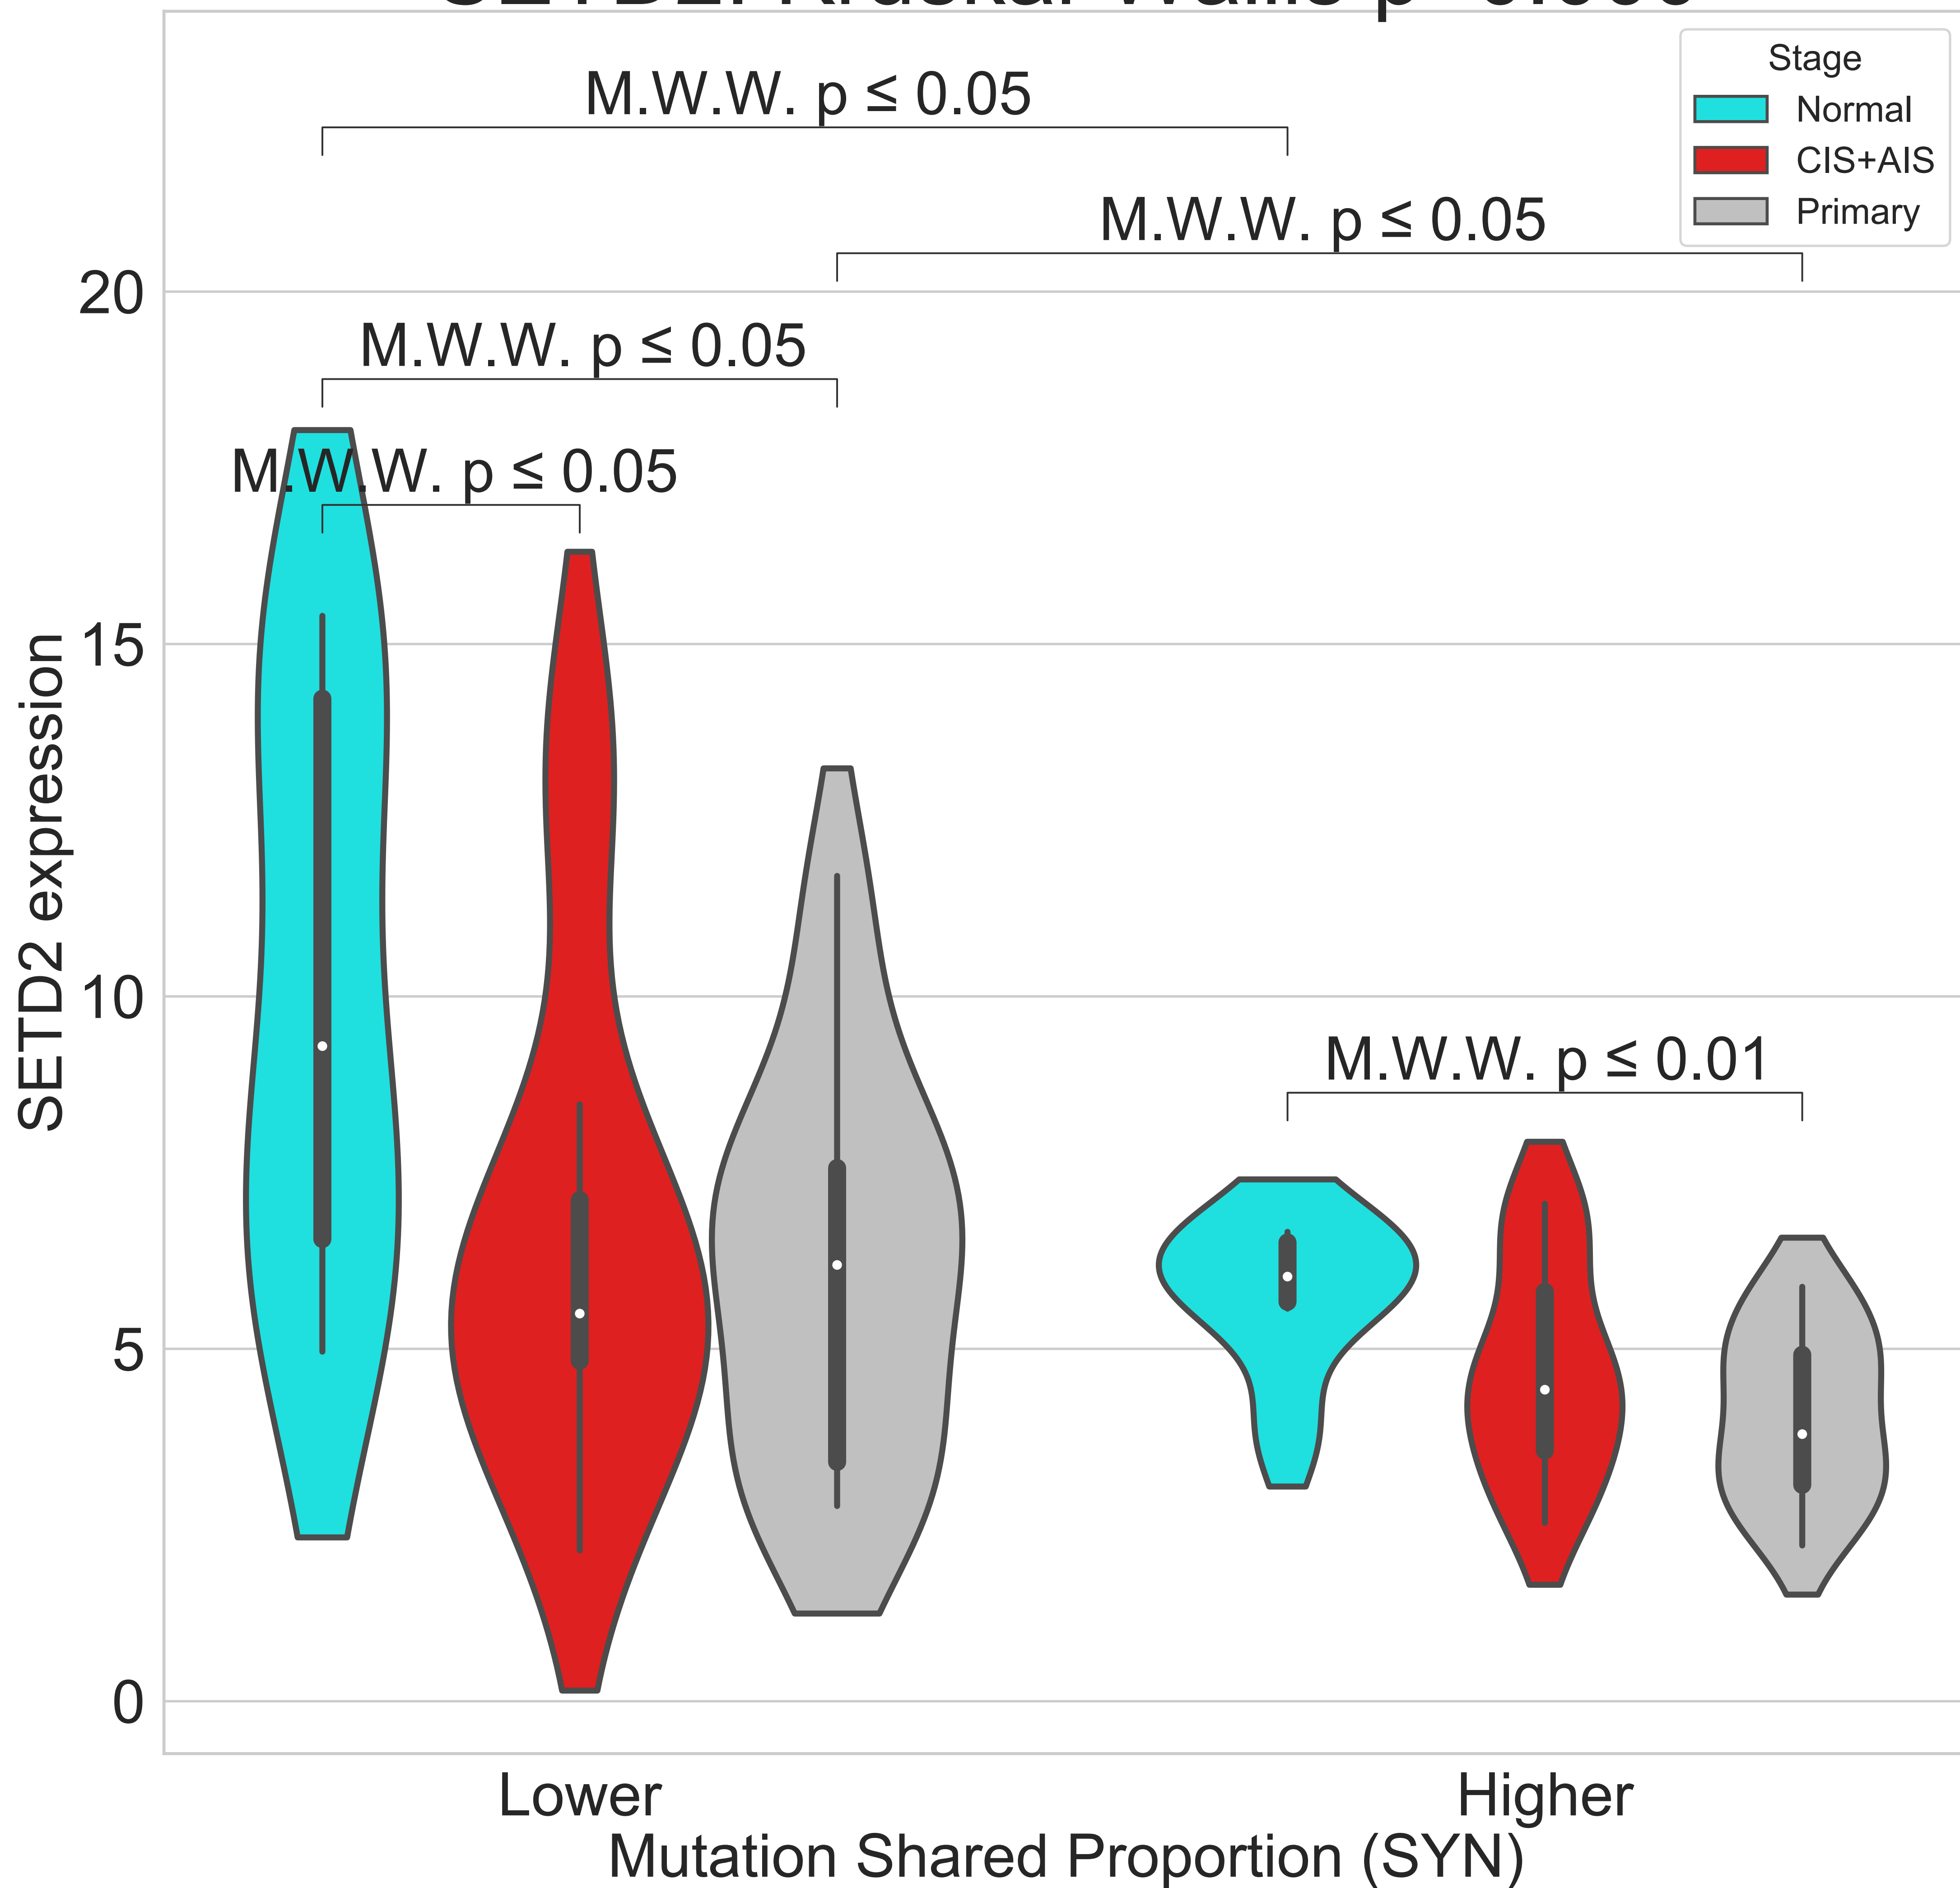 M.W.W. p ≤ 0.05
Stage
Normal
CIS+AIS
Primary
M.W.W. p ≤ 0.05
20
M.W.W. p ≤ 0.05
M.W.W. p ≤ 0.05
15
SETD2 expression
10
M.W.W. p ≤ 0.01
5
0
Lower
Higher
Mutation Shared Proportion (SYN)